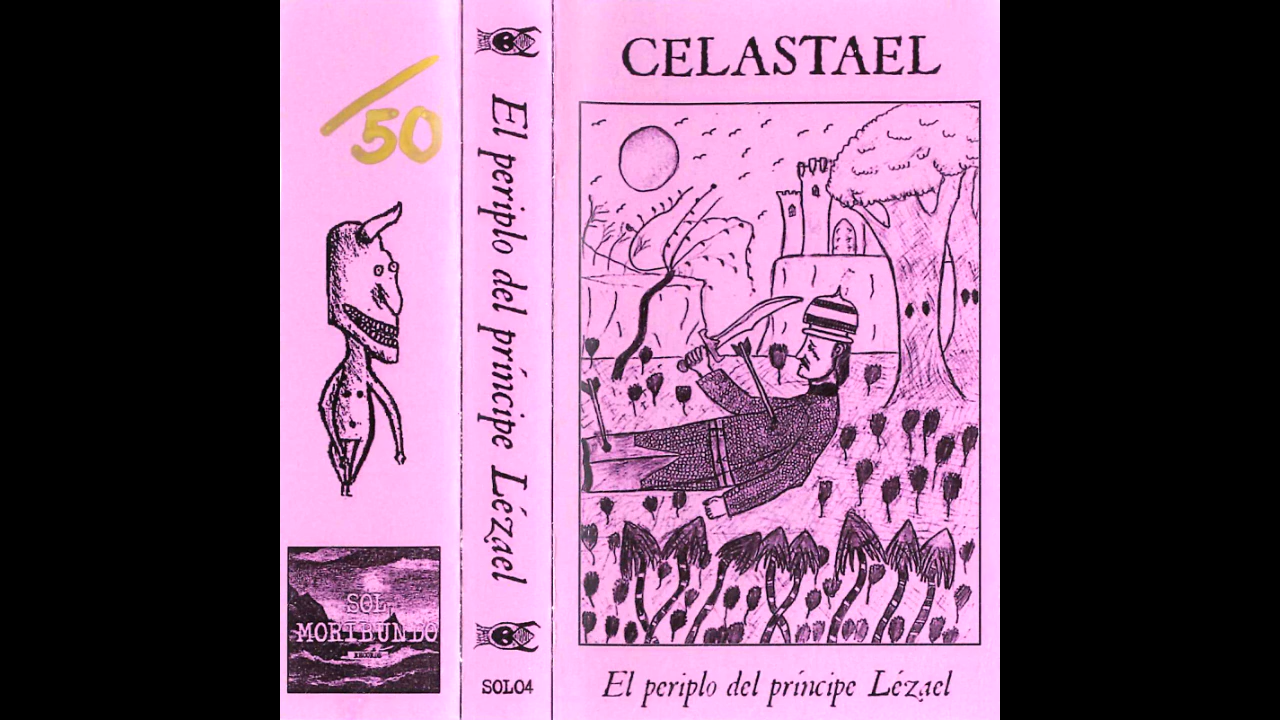 /50
SOL
MORIBUNDO
El periplo del príncipe Lézael
SOL04
CELASTAEL
El periplo del príncipe Lézael